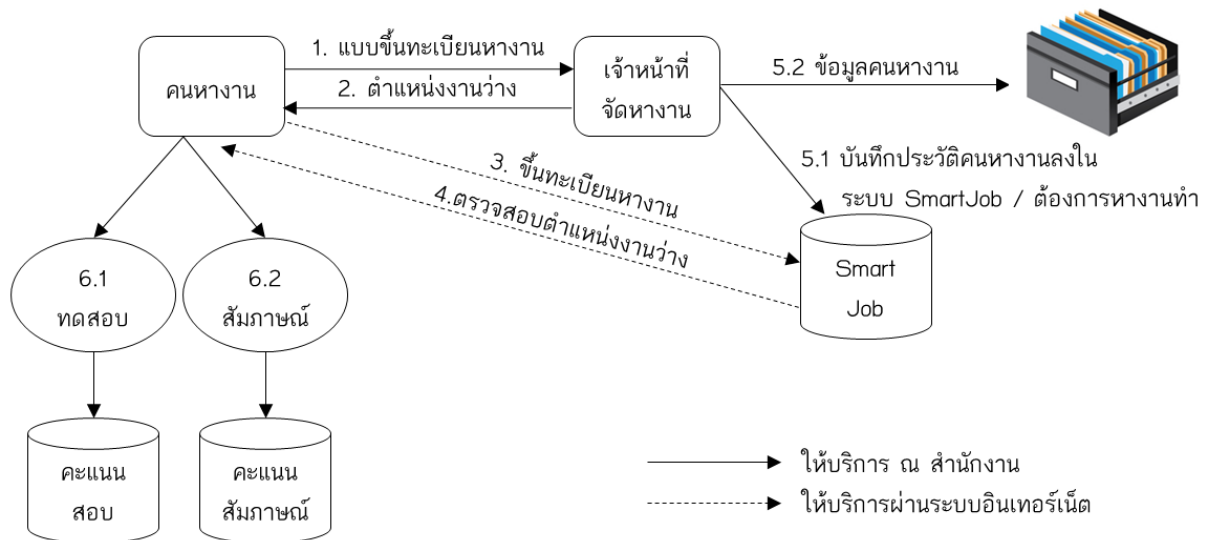 1. แบบขึ้นทะเบียนหางาน
คนหางาน
2. ตำแหน่งงานว่าง
เจ้าหน้าที่
จัดหางาน
5.2 ข้อมูลคนหางาน
3. ขึ้นทะเบียนหางาน
4.ตรวจสอบตำแหน่งงานว่าง
5.1 บันทึกประวัติคนหางานลงใน
ระบบ SmartJob / ต้องการหางานทำ
Smart
Job
6.1
ทดสอบ
6.2
สัมภาษณ์
คะแนน
สอบ
คะแนน
สัมภาษณ์
ให้บริการ ณ สำนักงาน
ให้บริการผ่านระบบอินเทอร์เน็ต